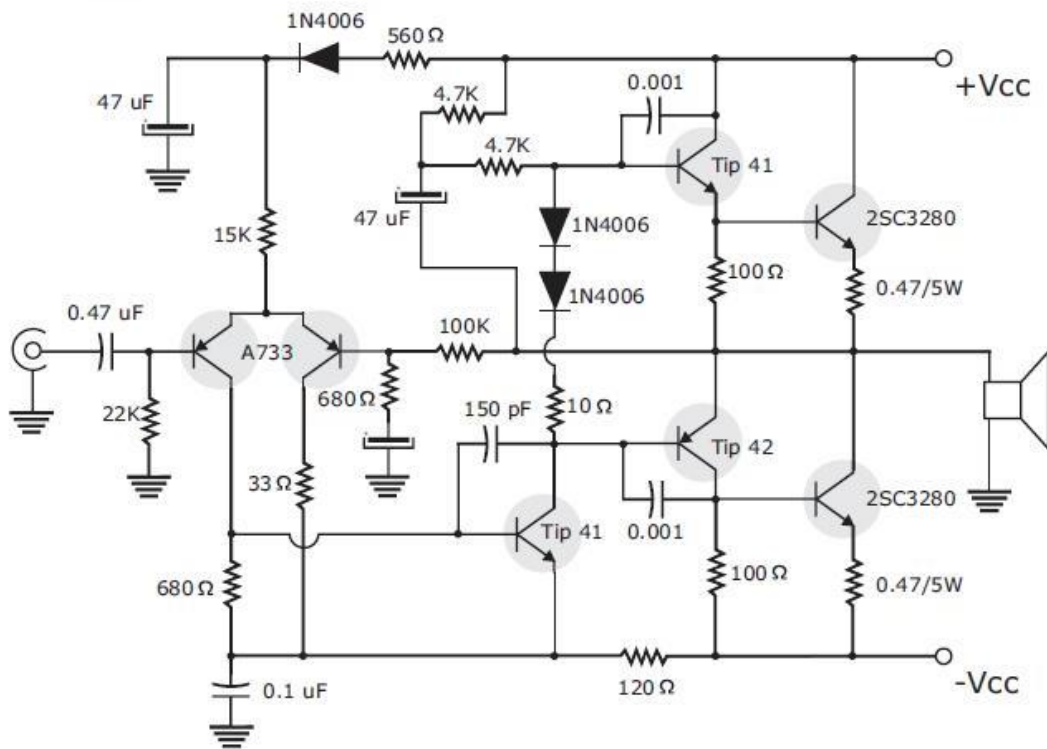 1N4006
560Ω
+Vcc
47 uF
4.7K
0.001
4.7K
Tip 41
47 uF
1N4006
2SC3280
15K
100Ω
1N4006
0.47/5W
0.47 uF
100K
A733
680Ω
150 pF
10Ω
22K
Tip 42
33Ω
2SC3280
0.001
Tip 41
680Ω
100Ω
0.47/5W
0.1 uF
120Ω
-Vcc